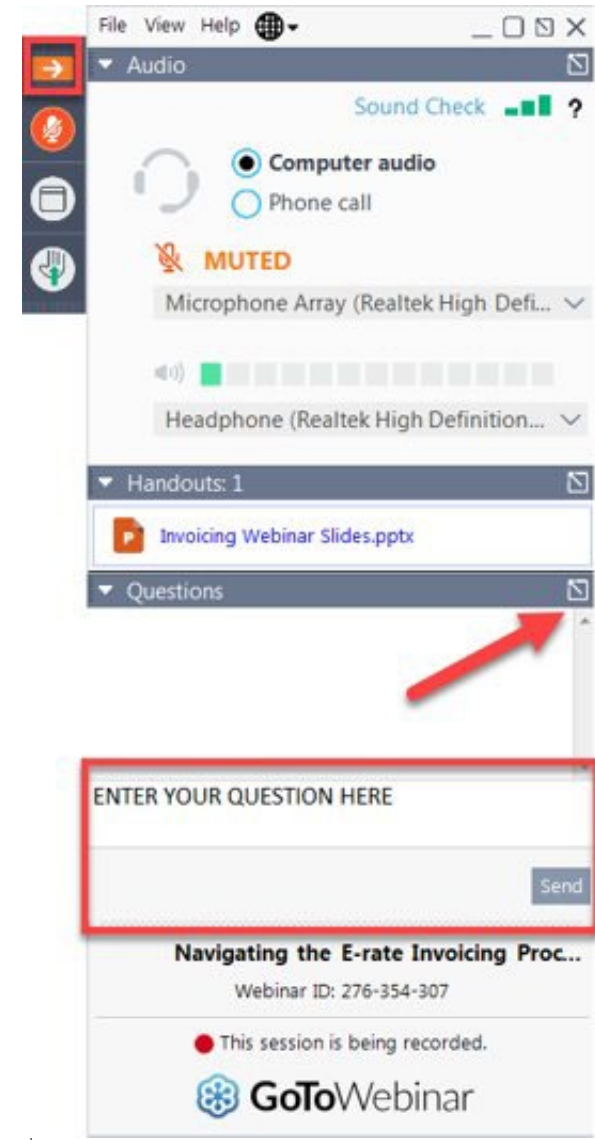 File View Help
Audio
Sound Check ?
Computer audio
Phone call
MUTED
Microphone Array (Realtek High Defi...
Headphone (Realtek High Definition...
Handouts: 1
Invoicing Webinar Slides.pptx
Questions
ENTER YOUR QUESTION HERE
Send
Navigating the E-rate Invoicing Proc...
Webinar ID: 276-354-307
This session is being recorded.
GoToWebinar